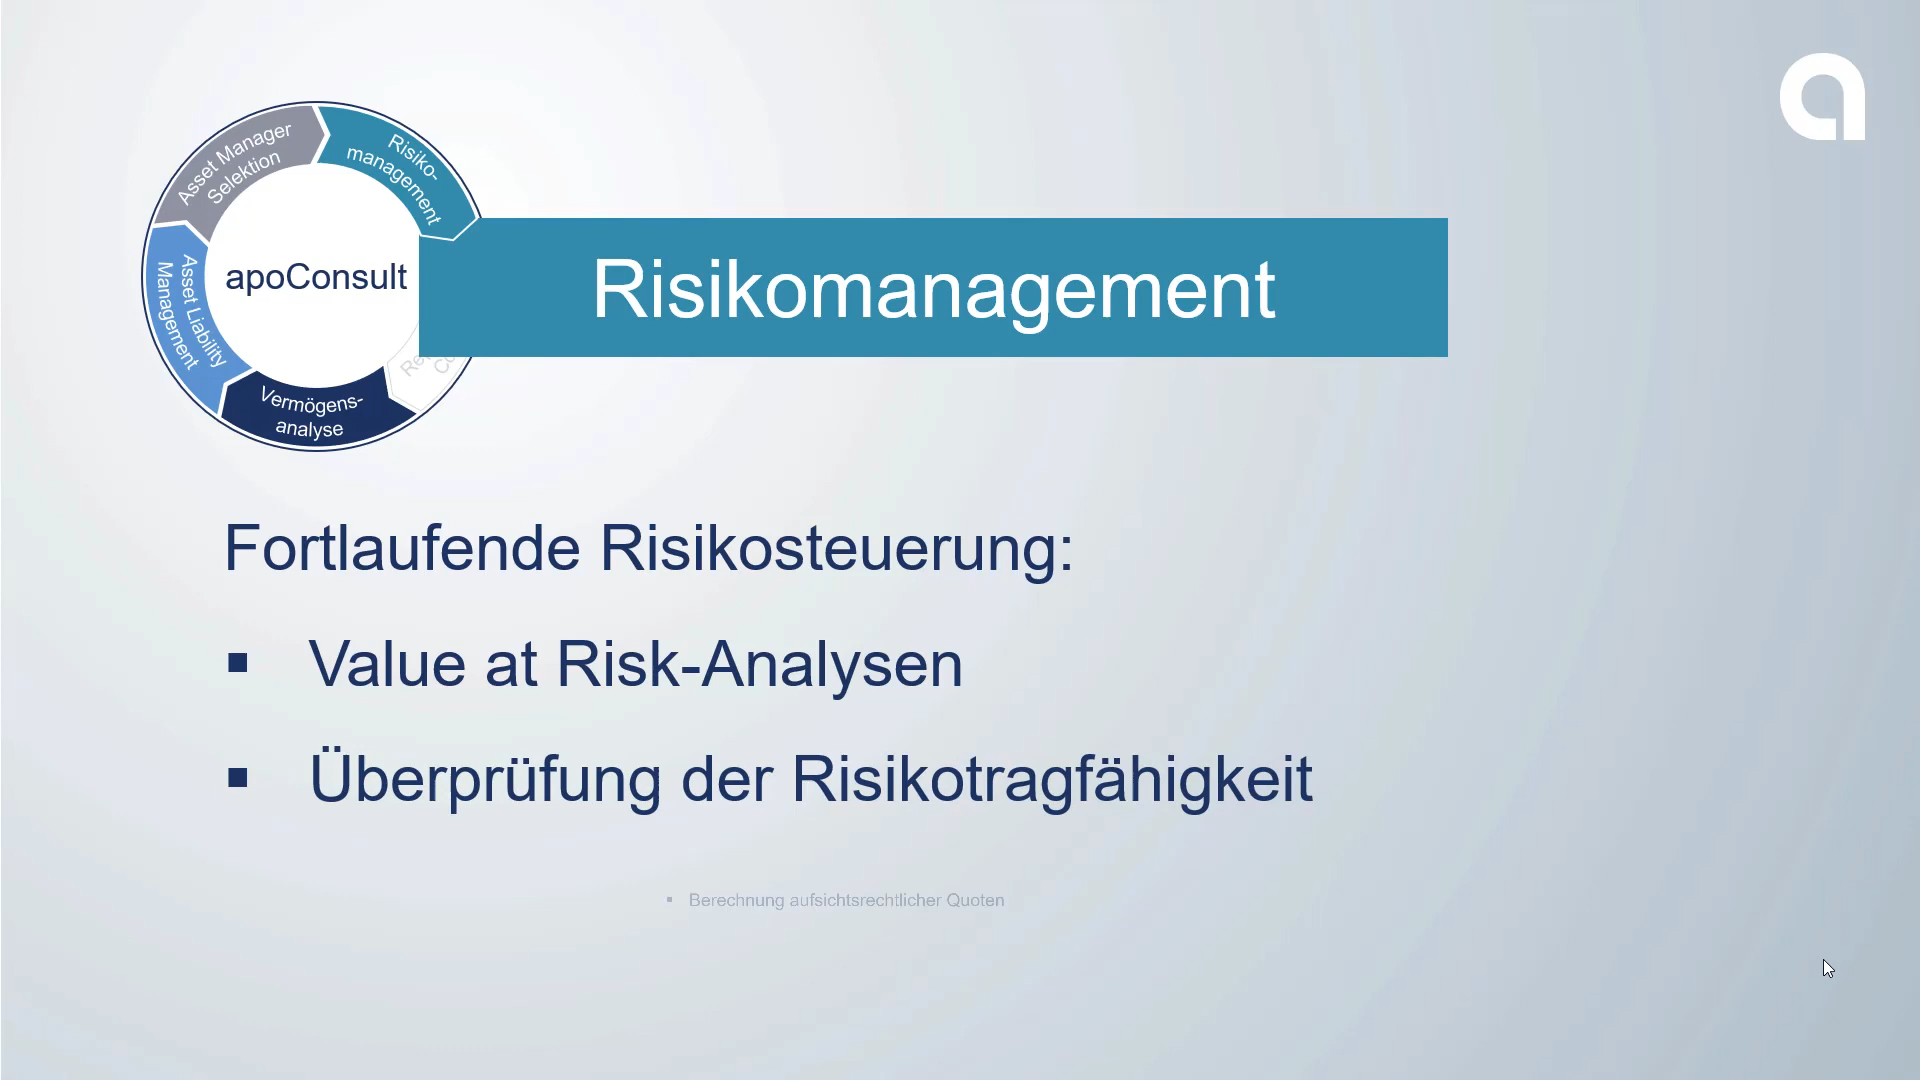 Asset Manager
Selektion
Risiko-
management
apoConsult
Risikomanagement
Asset Liability
Management
Vermögens-
analyse
Fortlaufende Risikosteuerung:
▪ Value at Risk-Analysen
▪ Überprüfung der Risikotragfähigkeit
▪ Berechnung aufsichtsrechtlicher Quoten